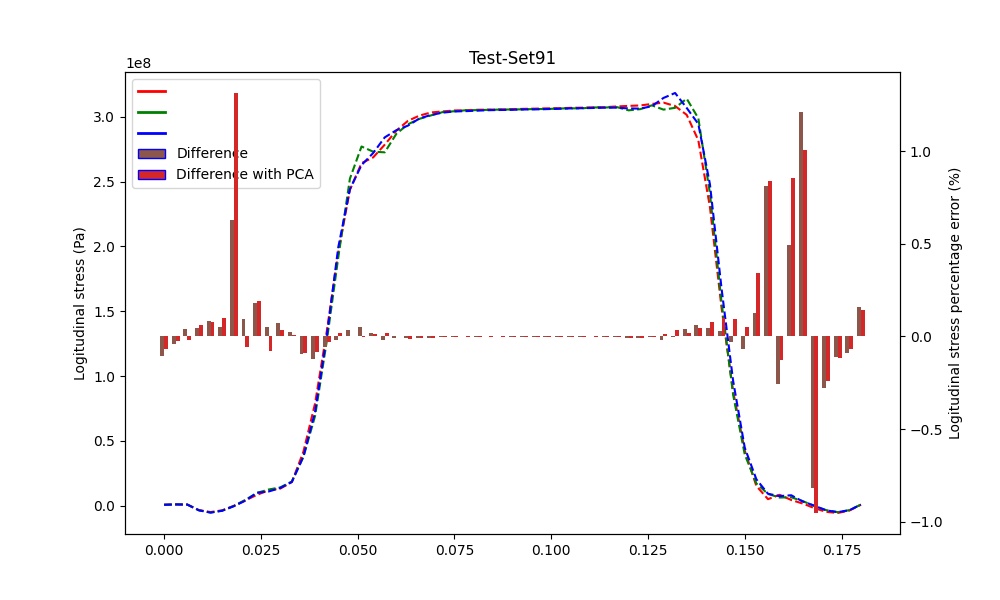 Test-Set91
1e8
3.0
2.5
2.0
1.5
1.0
0.5
0.0
Logitudinal stress (Pa)
Difference
Difference with PCA
1.0
0.5
0.0
−0.5
−1.0
Logitudinal stress percentage error (%)
0.000 0.025 0.050 0.075 0.100 0.125 0.150 0.175